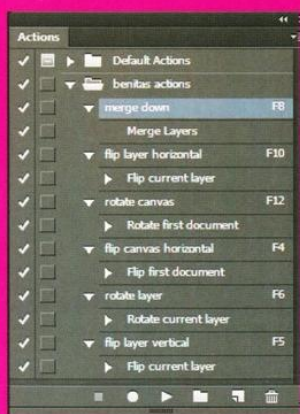 Actions
Default Actions
benitas actions
merge down F8
Merge Layers
flip layer horizontal F10
Flip current layer
rotate canvas F12
Rotate first document
flip canvas horizontal F4
Flip first document
rotate layer F6
Rotate current layer
flip layer vertical F5
Flip current layer